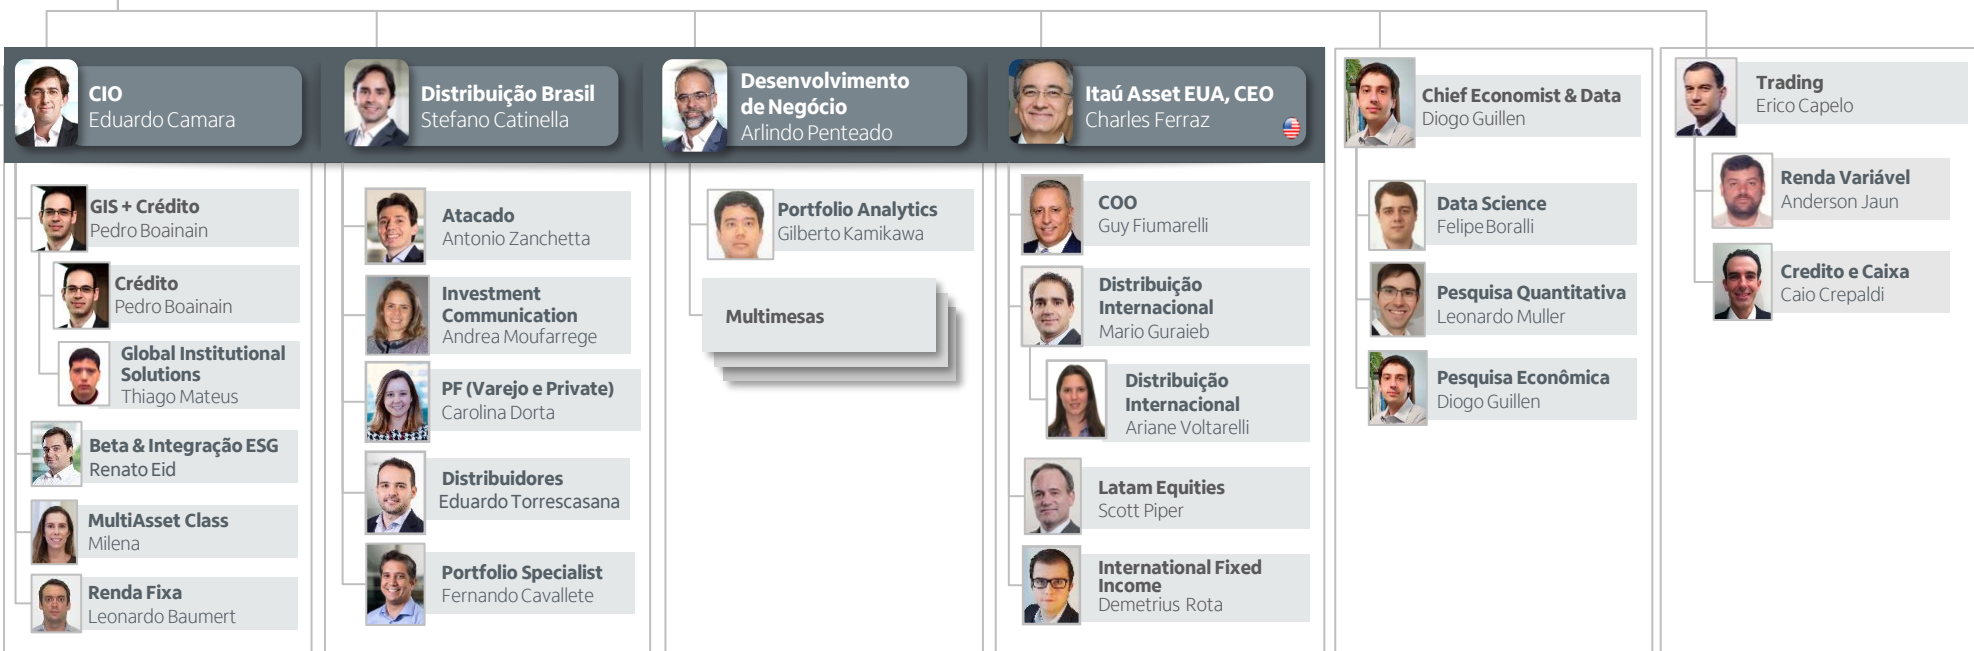 CIO
Eduardo Camara
GIS + Crédito
Pedro Boainain
Crédito
Pedro Boainain
Global Institutional
Solutions
Thiago Mateus
Beta & Integração ESG
Renato Eid
MultiAsset Class
Milena
Renda Fixa
Leonardo Baumert
Distribuição Brasil
Stefano Catinella
Atacado
Antonio Zanchetta
Investment
Communication
Andrea Moufarrege
PF (Varejo e Private)
Carolina Dorta
Distribuidores
Eduardo Torrescasana
Portfolio Specialist
Fernando Cavallete
Desenvolvimento
de Negócio
Arlindo Penteado
Portfolio Analytics
Gilberto Kamikawa
Multimesas
Itaú Asset EUA, CEO
Charles Ferraz
COO
Guy Fiumarelli
Distribuição
Internacional
Mario Guraieb
Distribuição
Internacional
Ariane Voltarelli
Latam Equities
Scott Piper
International Fixed
Income
Demetrius Rota
Chief Economist & Data
Diogo Guillen
Data Science
Felipe Boralli
Pesquisa Quantitativa
Leonardo Muller
Pesquisa Econômica
Diogo Guillen
Trading
Erico Capelo
Renda Variável
Anderson Jaun
Credito e Caixa
Caio Crepaldi